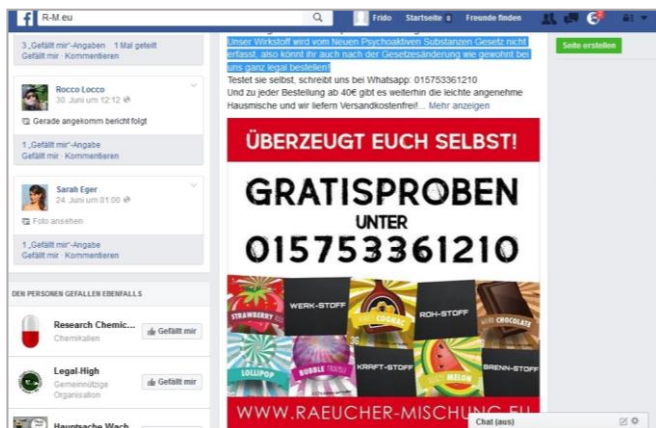 R-M.eu
Frido
Startseite
Freunde finden
3 „Gefällt mir“-Angaben · 1 Mal geteilt
Gefällt mir · Kommentieren
Rocco Locco
30. Juni um 12:12
Gerade angekomm bericht folgt
1 „Gefällt mir“-Angabe
Gefällt mir · Kommentieren
Sarah Eger
24. Juni um 01:00
Foto ansehen
1 „Gefällt mir“-Angabe
Gefällt mir · Kommentieren
DEN PERSONEN GEFALLEN EBENFALLS
Research Chemic...
Chemikalien
Gefällt mir
Legal-High
Gemeinnützige
Organisation
Gefällt mir
Hauptsache Wach
Unser Wirkstoff wird vom Neuen Psychoaktiven Substanzen Gesetz nicht
erfasst, also könnt ihr auch nach der Gesetzesänderung wie gewohnt bei
uns ganz legal bestellen!
Testet sie selbst, schreibt uns bei Whatsapp: 015753361210
Und zu jeder Bestellung ab 40€ gibt es weiterhin die leichte angenehme
Hausmische und wir liefern Versandkostenfrei!... Mehr anzeigen
ÜBERZEUGT EUCH SELBST!
GRATISPROBEN
UNTER
015753361210
STRAWBERRY
WERK-STOFF
COGNAC
ROH-STOFF
CHOCOLATE
3G
LOLLIPOP
BUBBLE
KRAFT-STOFF
MELON
BRENN-STOFF
WWW.RAEUCHER-MISCHUNG.EU
Seite erstellen
Chat (aus)